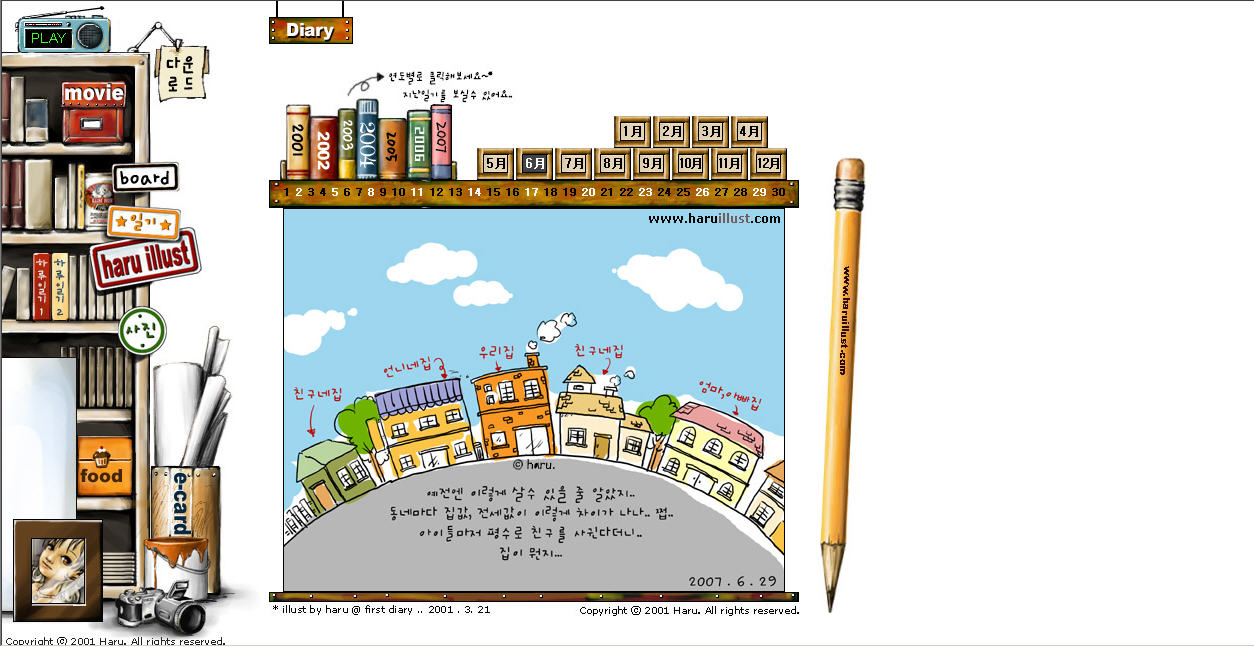 PLAY
다운
로드
movie
board
일기
haru illust
하루일기 1
하루일기 2
사진
food
e-card
Copyright ⓒ 2001 Haru. All rights reserved.
Diary
연도별로 클릭해보세요~
지난일기를 보실수 있어요..
2001
2002
2003
2004
2005
2006
2007
1月 2月 3月 4月
5月 6月 7月 8月 9月 10月 11月 12月
1 2 3 4 5 6 7 8 9 10 11 12 13 14 15 16 17 18 19 20 21 22 23 24 25 26 27 28 29 30
www.haruillust.com
친구네집
언니네집
우리집
친구네집
엄마,아빠집
© haru.
예전엔 이렇게 살수 있을 줄 알았지..
동네마다 집값, 전세값이 이렇게 차이가 나나.. 쩝..
아이들마저 평수로 친구를 사귄다더니..
집이 뭔지...
2007 . 6 . 29
* illust by haru @ first diary .. 2001 . 3. 21
Copyright ⓒ 2001 Haru. All rights reserved.
www.haruillust.com